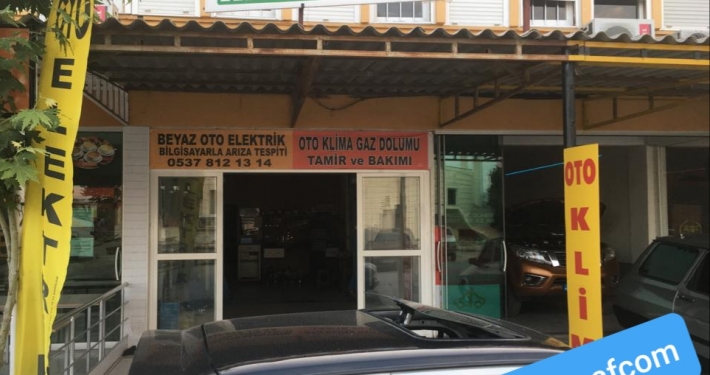 ELEKTR
BEYAZ OTO ELEKTRİK
BİLGİSAYARLA ARIZA TESPİTİ
0537 812 13 14
OTO KLİMA GAZ DOLUMU
TAMİR ve BAKIMI
OTO
KLİM